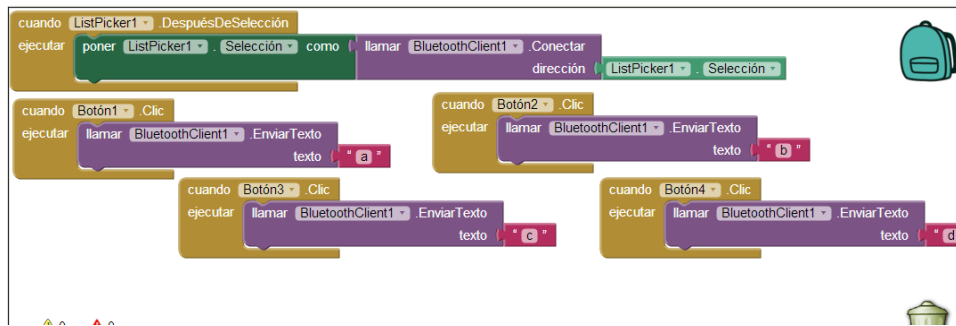 cuando ListPicker1 .DespuésDeSelección
ejecutar poner ListPicker1 . Selección como llamar BluetoothClient1 .Conectar
dirección ListPicker1 . Selección
cuando Botón1 .Clic
ejecutar llamar BluetoothClient1 .EnviarTexto
texto " a "
cuando Botón2 .Clic
ejecutar llamar BluetoothClient1 .EnviarTexto
texto " b "
cuando Botón3 .Clic
ejecutar llamar BluetoothClient1 .EnviarTexto
texto " c "
cuando Botón4 .Clic
ejecutar llamar BluetoothClient1 .EnviarTexto
texto " d